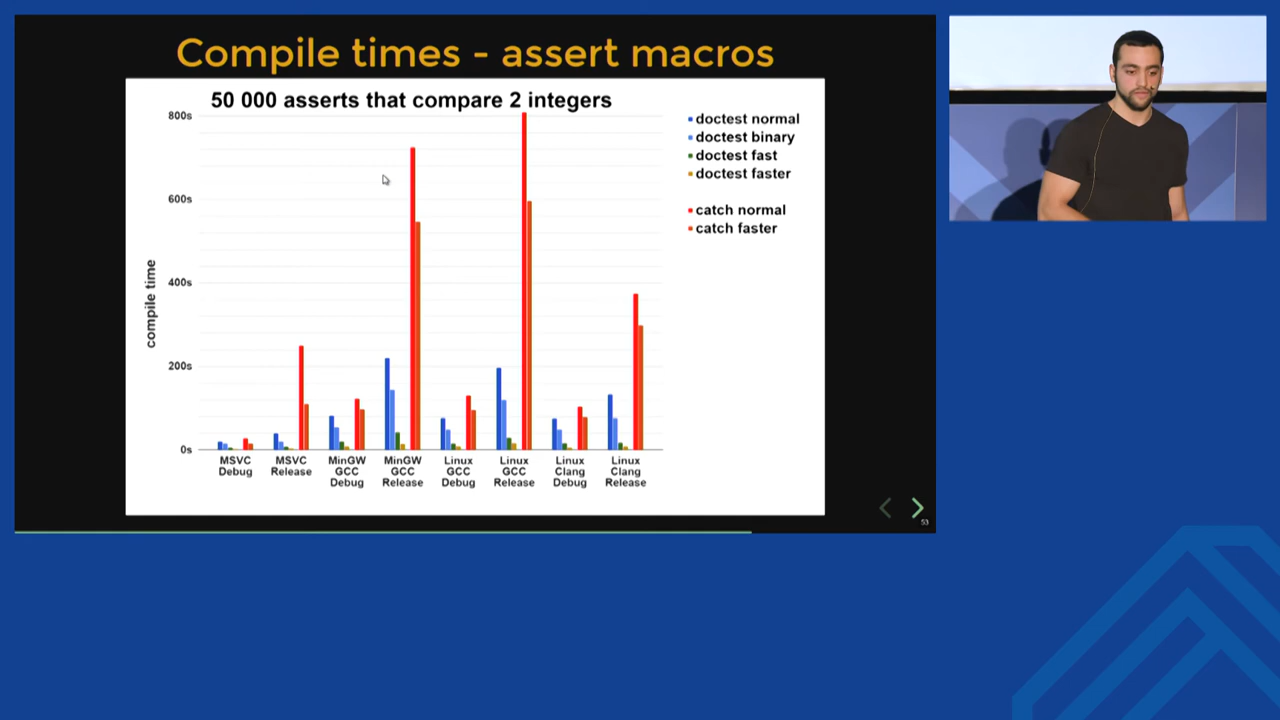 Compile times - assert macros
50 000 asserts that compare 2 integers
800s
600s
400s
200s
0s
compile time
MSVC
Debug
MSVC
Release
MinGW
GCC
Debug
MinGW
GCC
Release
Linux
GCC
Debug
Linux
GCC
Release
Linux
Clang
Debug
Linux
Clang
Release
doctest normal
doctest binary
doctest fast
doctest faster
catch normal
catch faster
53